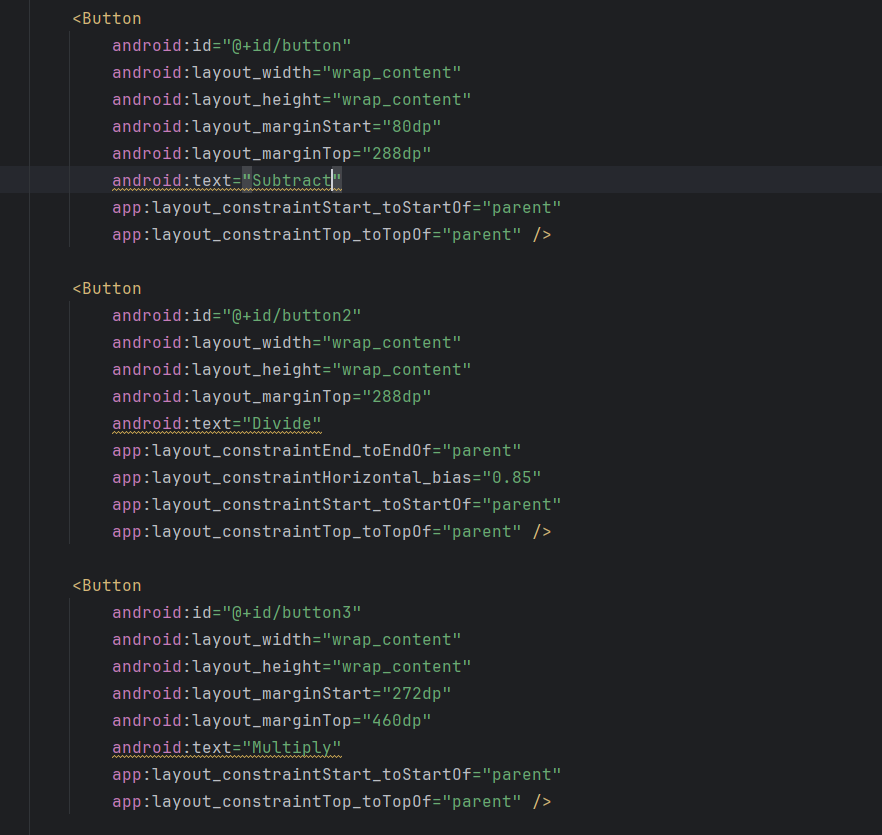 <Button
android:id="@+id/button"
android:layout_width="wrap_content"
android:layout_height="wrap_content"
android:layout_marginStart="80dp"
android:layout_marginTop="288dp"
android:text="Subtract"
app:layout_constraintStart_toStartOf="parent"
app:layout_constraintTop_toTopOf="parent" />
<Button
android:id="@+id/button2"
android:layout_width="wrap_content"
android:layout_height="wrap_content"
android:layout_marginTop="288dp"
android:text="Divide"
app:layout_constraintEnd_toEndOf="parent"
app:layout_constraintHorizontal_bias="0.85"
app:layout_constraintStart_toStartOf="parent"
app:layout_constraintTop_toTopOf="parent" />
<Button
android:id="@+id/button3"
android:layout_width="wrap_content"
android:layout_height="wrap_content"
android:layout_marginStart="272dp"
android:layout_marginTop="460dp"
android:text="Multiply"
app:layout_constraintStart_toStartOf="parent"
app:layout_constraintTop_toTopOf="parent" />